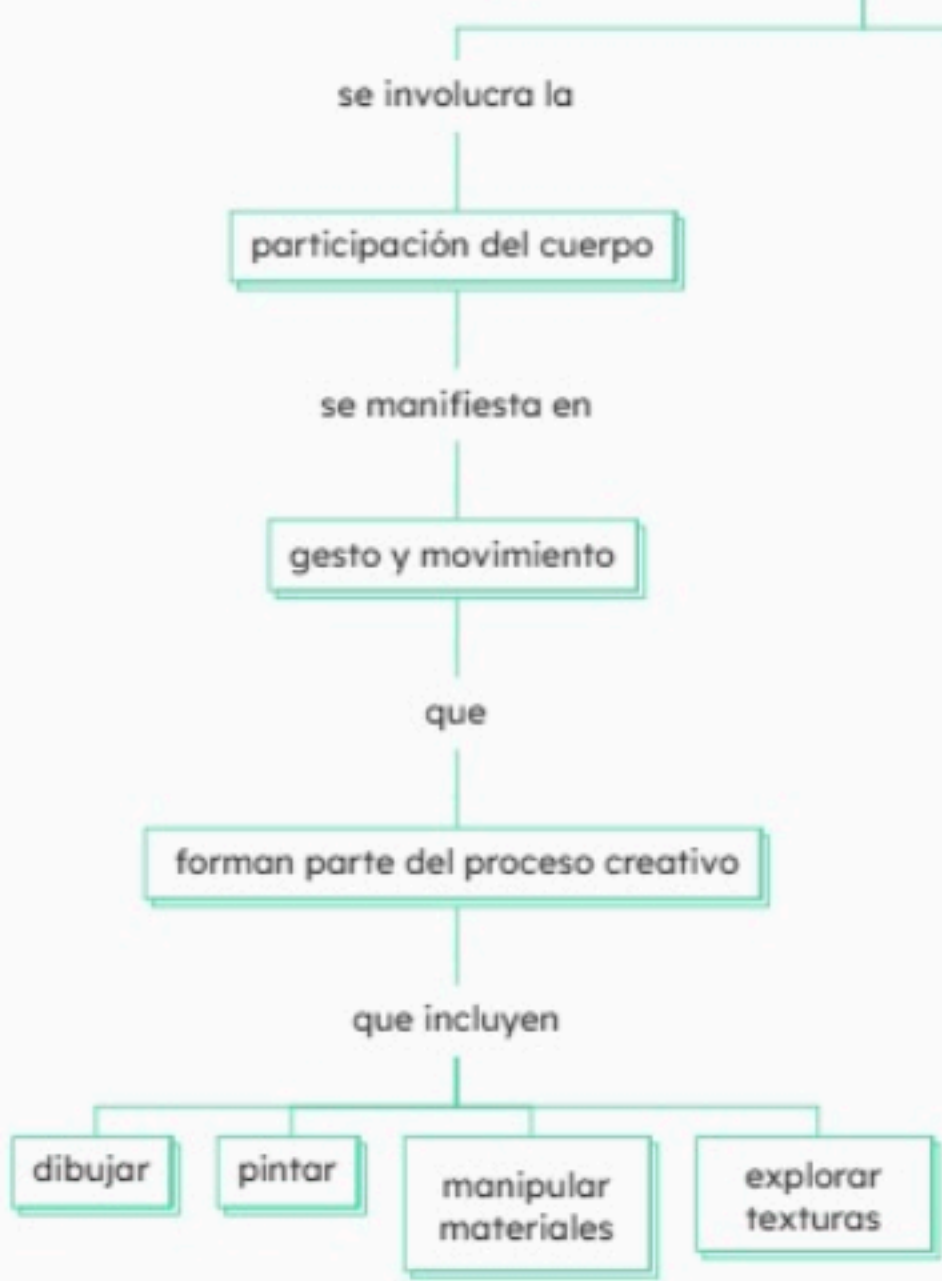 se involucra la
participación del cuerpo
se manifiesta en
gesto y movimiento
que
forman parte del proceso creativo
que incluyen
dibujar
pintar
manipular
materiales
explorar
texturas